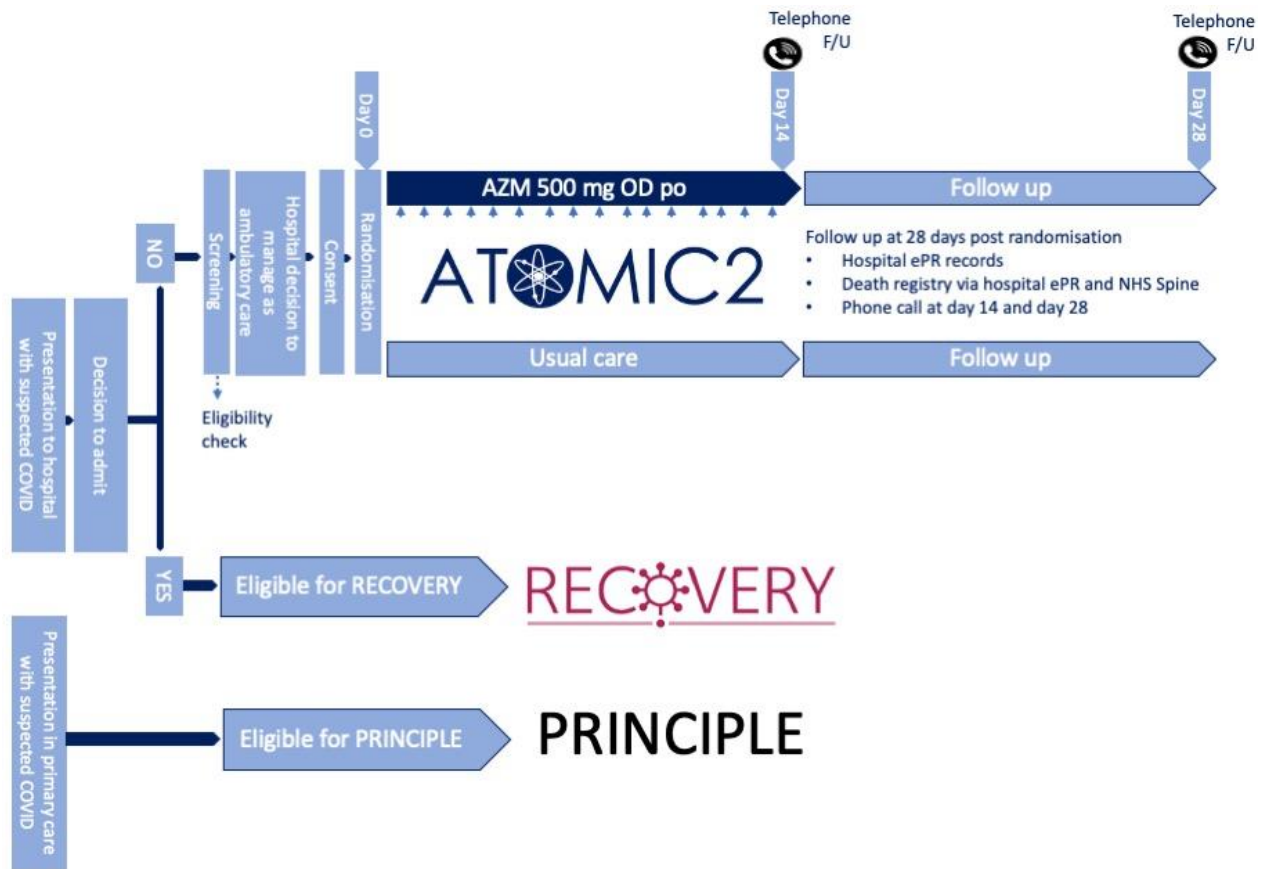 Telephone
F/U
Telephone
F/U
Day 0
Day 14
Day 28
Presentation to hospital
with suspected COVID
Decision to admit
NO
Screening
Hospital decision to
manage as
ambulatory care
Consent
Randomisation
AZM 500 mg OD po
Follow up
ATOMIC2
Follow up at 28 days post randomisation
• Hospital ePR records
• Death registry via hospital ePR and NHS Spine
• Phone call at day 14 and day 28
Usual care
Follow up
Eligibility
check
YES
Eligible for RECOVERY
RECOVERY
Presentation in primary care
with suspected COVID
Eligible for PRINCIPLE
PRINCIPLE